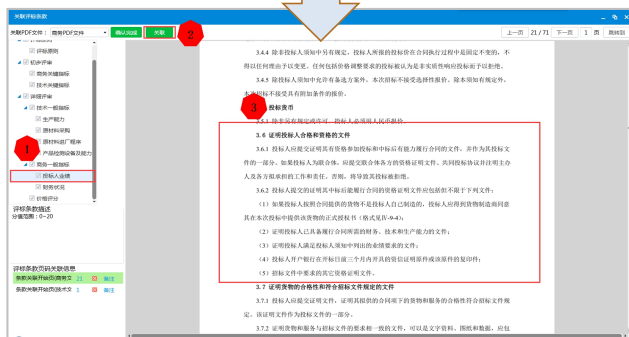 关联评标条款
关联PDF文件： 商务PDF文件 确认完成 关联 上一页 21/71 下一页 1 页 跳转到
评标原则
初步评审
商务关键指标
技术关键指标
详细评审
技术一般指标
生产能力
原材料采购
原材料进厂程序
产品检测设备及能力
商务一般指标
投标人业绩
财务状况
价格评分
评标条款描述
分值范围：0~20
评标条款页码关联信息
条款关联开始页(商务文 21 备注
条款关联开始页(技术文 1 备注
1
2
3
3.4.4 除非投标人须知中另有规定，投标人所报的投标价在合同执行过程中是固定不变的，不
得以任何理由予以变更。任何包括价格调整要求的投标被认为是非实质性响应投标而予以拒绝。
3.4.5 除投标人须知中允许有备选方案外，本次招标不接受选择性报价。除本须知有规定外，
本次招标不接受具有附加条件的报价。
投标货币
3.6 证明投标人合格和资格的文件
3.6.1 投标人应提交证明其有资格参加投标和中标后有能力履行合同的文件，并作为其投标文
件的一部分。如果投标人为联合体，应提交联合体各方的资格证明文件、共同投标协议并注明主办
人及各方拟承担的工作和责任。否则，将导致其投标被拒绝。
3.6.2 投标人提交的证明其中标后能履行合同的资格证明文件应包括但不限于下列文件：
（1）如果投标人按照合同提供的货物不是投标人自己制造的，投标人应得到货物制造商同意
其在本次投标中提供该货物的正式授权书（格式见IV-9-4)；
（2）证明投标人已具备履行合同所需的财务、技术和生产能力的文件；
（3）证明投标人满足投标人须知中列出的业绩要求的文件；
（4）投标人开户银行在开标日前三个月内开具的资信证明原件或该原件的复印件；
（5）招标文件中要求的其它资格证明文件。
3.7 证明货物的合格性和符合招标文件规定的文件
3.7.1 投标人应提交证明文件，证明其拟供的合同项下的货物和服务的合格性符合招标文件规
定。该证明文件作为投标文件的一部分。
3.7.2 证明货物和服务与招标文件的要求相一致的文件，可以是文字资料、图纸和数据，应包